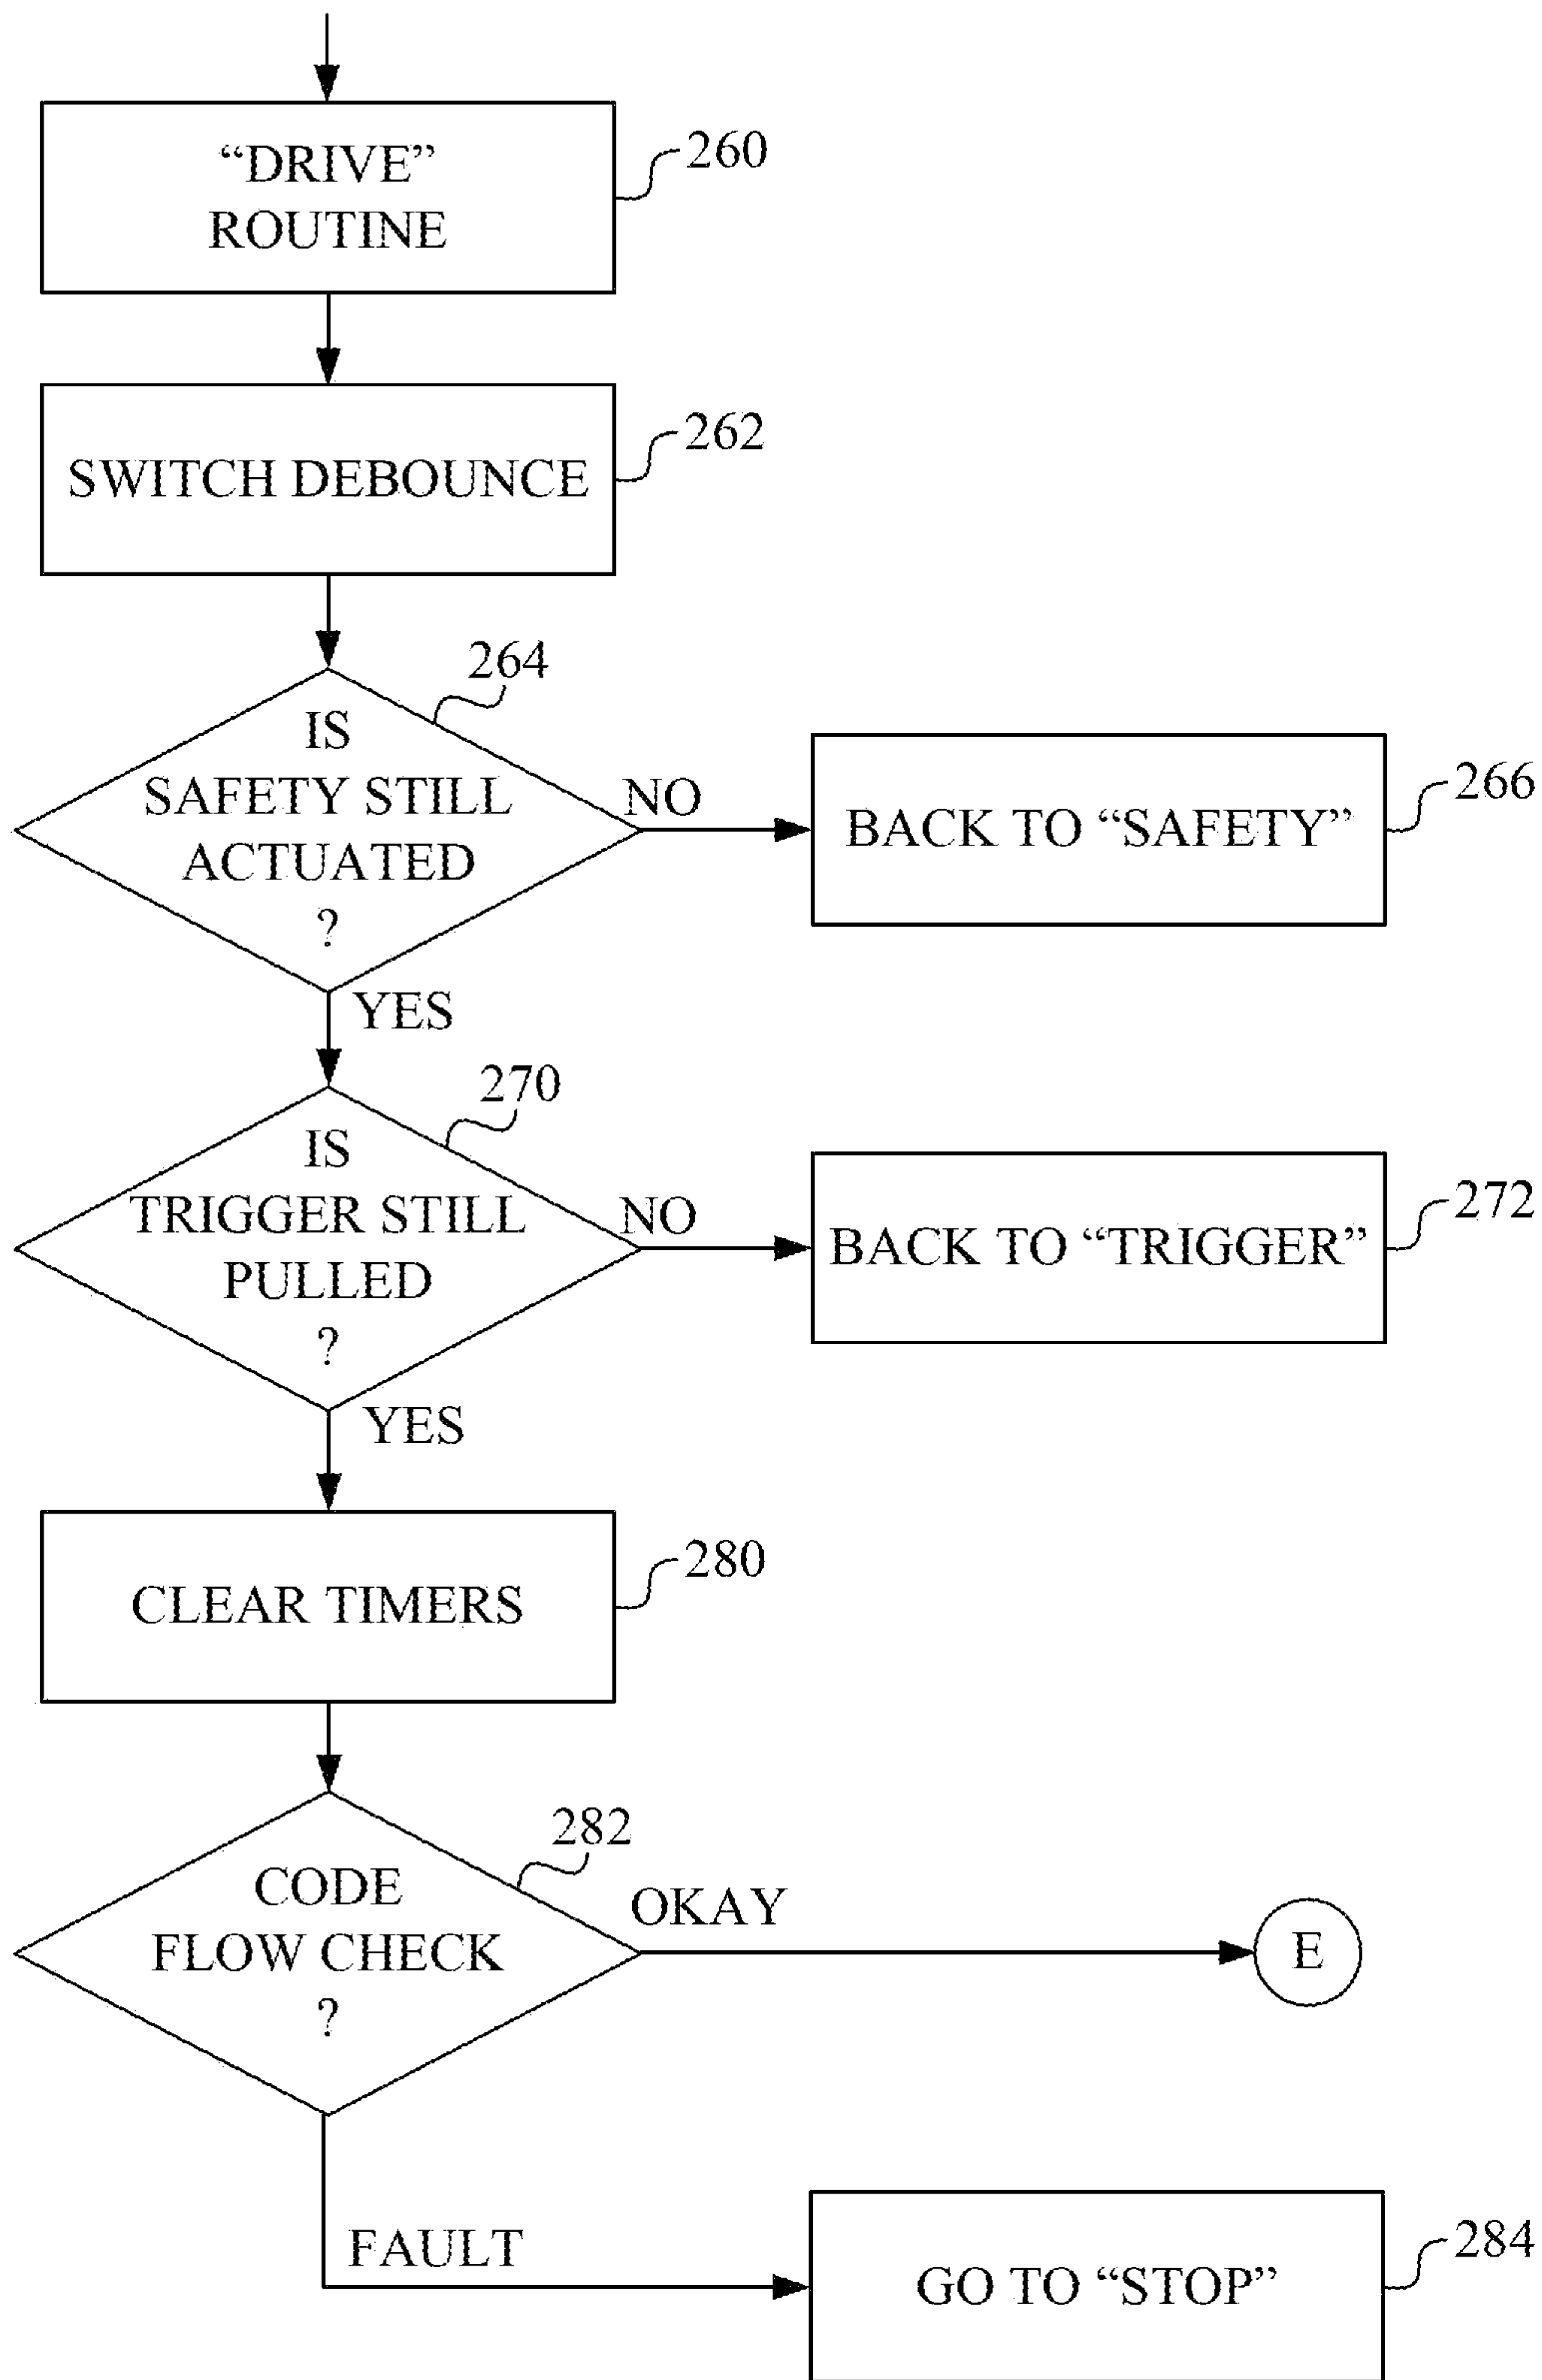 “DRIVE”
ROUTINE
260
SWITCH DEBOUNCE
262
264
IS
SAFETY STILL
ACTUATED
?
NO
BACK TO “SAFETY”
266
YES
270
IS
TRIGGER STILL
PULLED
?
NO
BACK TO “TRIGGER”
272
YES
CLEAR TIMERS
280
282
CODE
FLOW CHECK
?
OKAY
E
FAULT
GO TO “STOP”
284